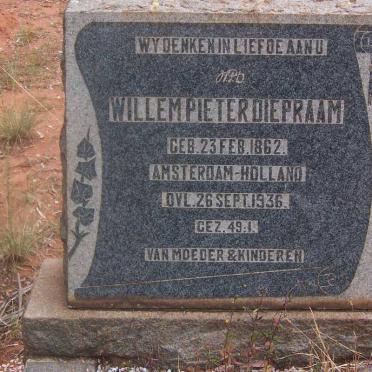 WY DENKEN IN LIEFDE AAN U
WILLEM PIETER DIEPRAAM
GEB. 23 FEB. 1862.
AMSTERDAM-HOLLAND
OVL. 26 SEPT. 1936.
GEZ. 49.1.
VAN MOEDER & KINDEREN